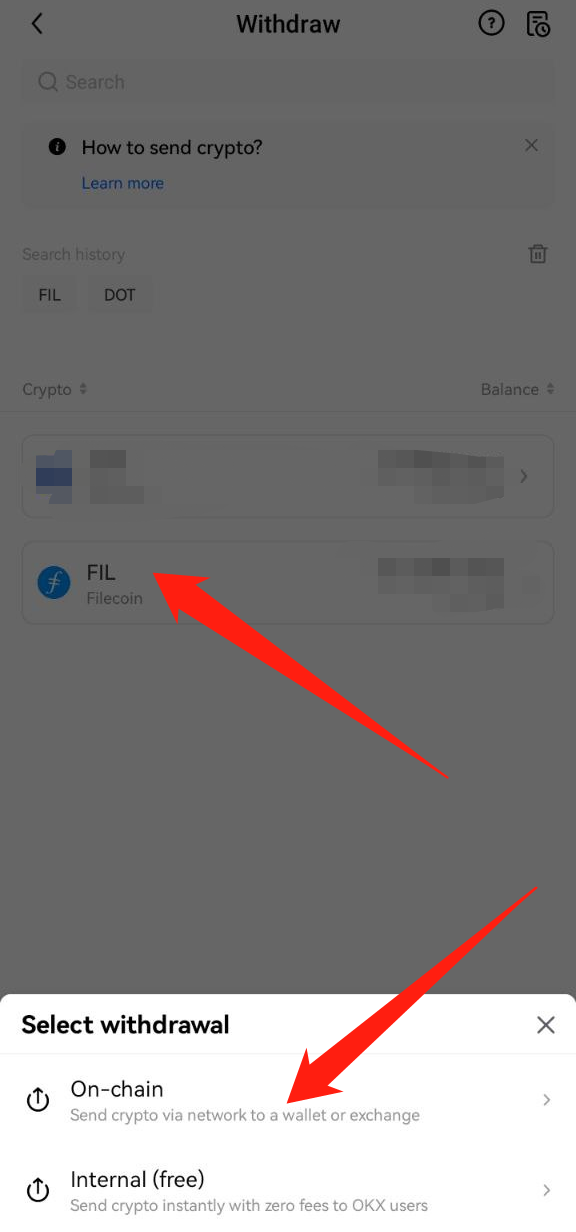 Withdraw
Search
How to send crypto?
Learn more
Search history
FIL DOT
Crypto Balance
FIL
Filecoin
Select withdrawal
On-chain
Send crypto via network to a wallet or exchange
Internal (free)
Send crypto instantly with zero fees to OKX users